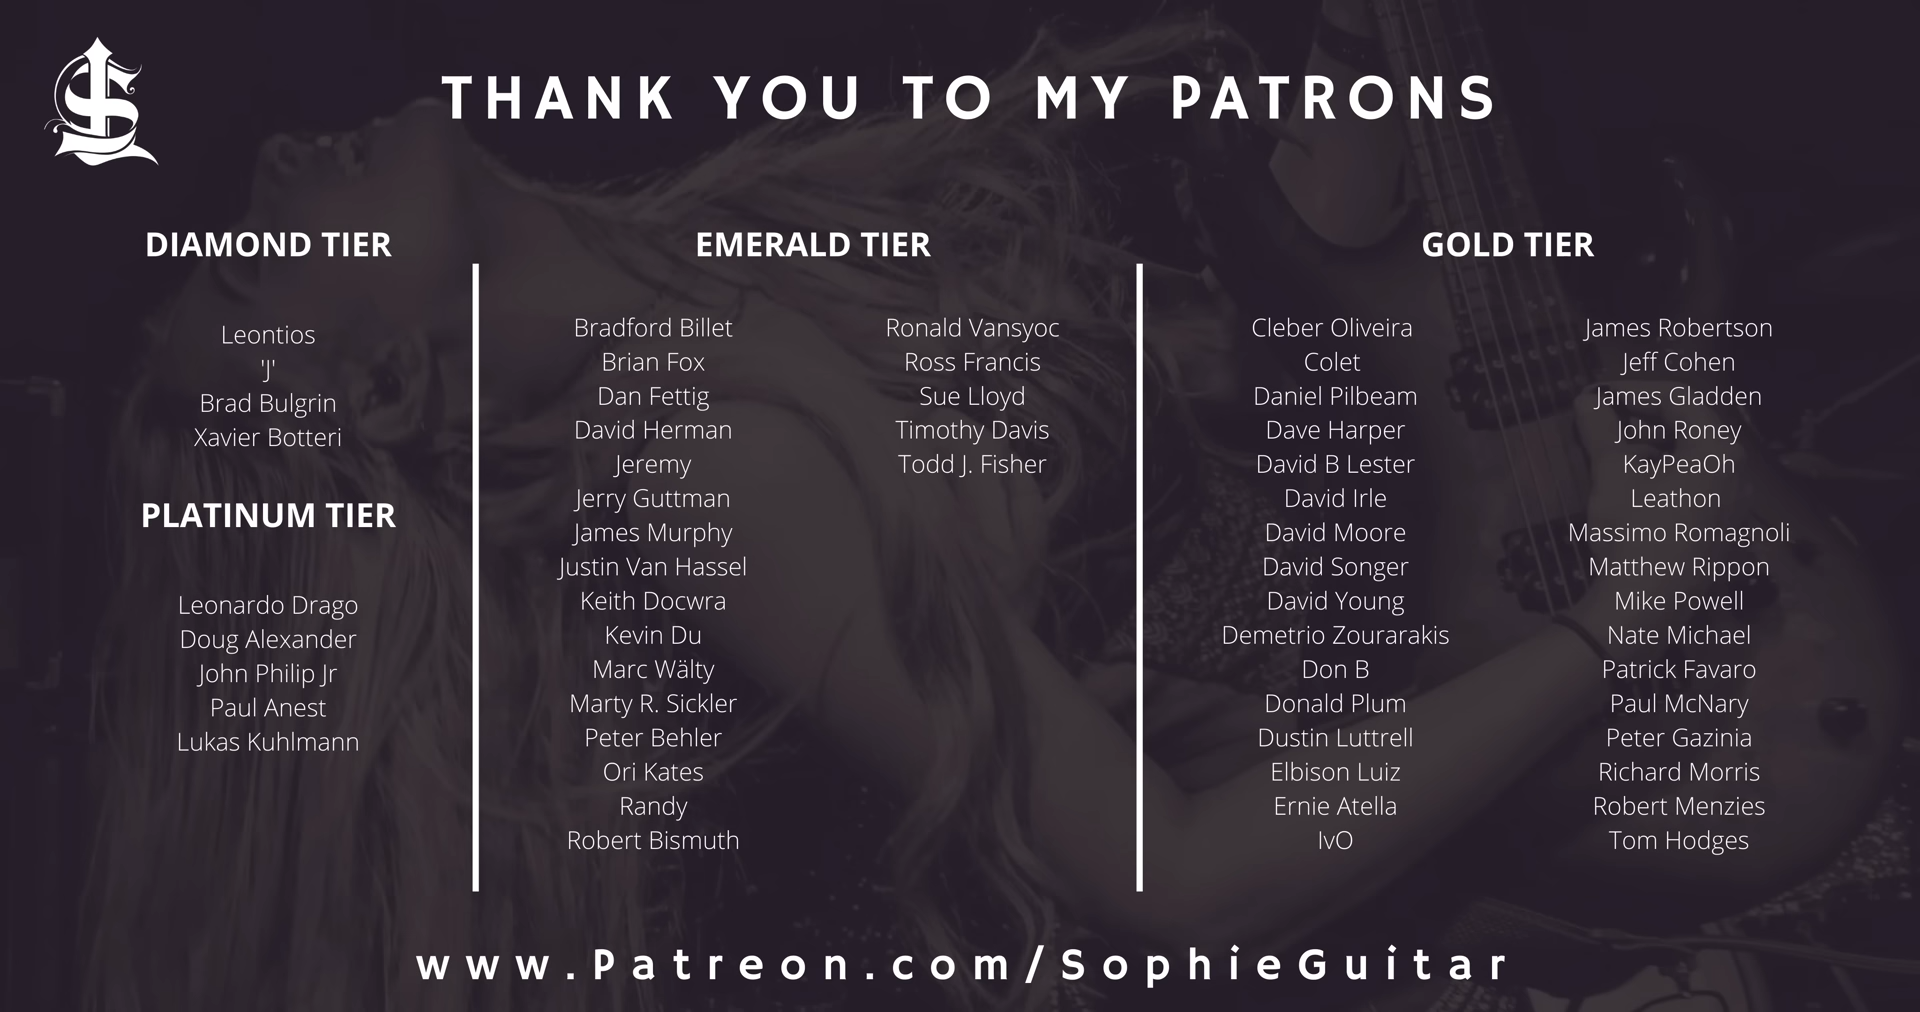 THANK YOU TO MY PATRONS
DIAMOND TIER
Leontios
'J'
Brad Bulgrin
Xavier Botteri
PLATINUM TIER
Leonardo Drago
Doug Alexander
John Philip Jr
Paul Anest
Lukas Kuhlmann
EMERALD TIER
Bradford Billet
Brian Fox
Dan Fettig
David Herman
Jeremy
Jerry Guttman
James Murphy
Justin Van Hassel
Keith Docwra
Kevin Du
Marc Wälty
Marty R. Sickler
Peter Behler
Ori Kates
Randy
Robert Bismuth
Ronald Vansyoc
Ross Francis
Sue Lloyd
Timothy Davis
Todd J. Fisher
GOLD TIER
Cleber Oliveira
Colet
Daniel Pilbeam
Dave Harper
David B Lester
David Irle
David Moore
David Songer
David Young
Demetrio Zourarakis
Don B
Donald Plum
Dustin Luttrell
Elbison Luiz
Ernie Atella
IvO
James Robertson
Jeff Cohen
James Gladden
John Roney
KayPeaOh
Leathon
Massimo Romagnoli
Matthew Rippon
Mike Powell
Nate Michael
Patrick Favaro
Paul McNary
Peter Gazinia
Richard Morris
Robert Menzies
Tom Hodges
www.Patreon.com/SophieGuitar